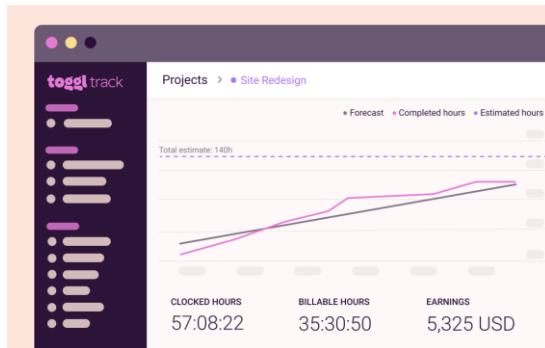 toggl track
Projects > Site Redesign
Forecast Completed hours Estimated hours
Total estimate: 140h
CLOCKED HOURS BILLABLE HOURS EARNINGS
57:08:22 35:30:50 5,325 USD